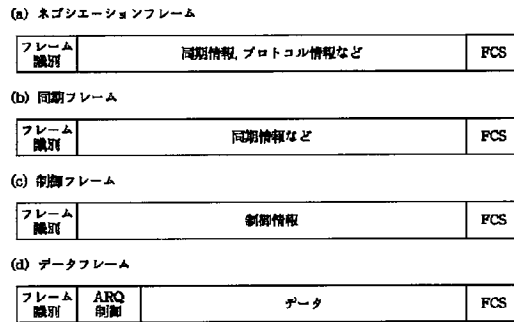 (a) ネゴシエーションフレーム
フレーム
識別
同期情報, プロトコル情報など
FCS
(b) 同期フレーム
フレーム
識別
同期情報など
FCS
(c) 制御フレーム
フレーム
識別
制御情報
FCS
(d) データフレーム
フレーム
識別
ARQ
制御
データ
FCS